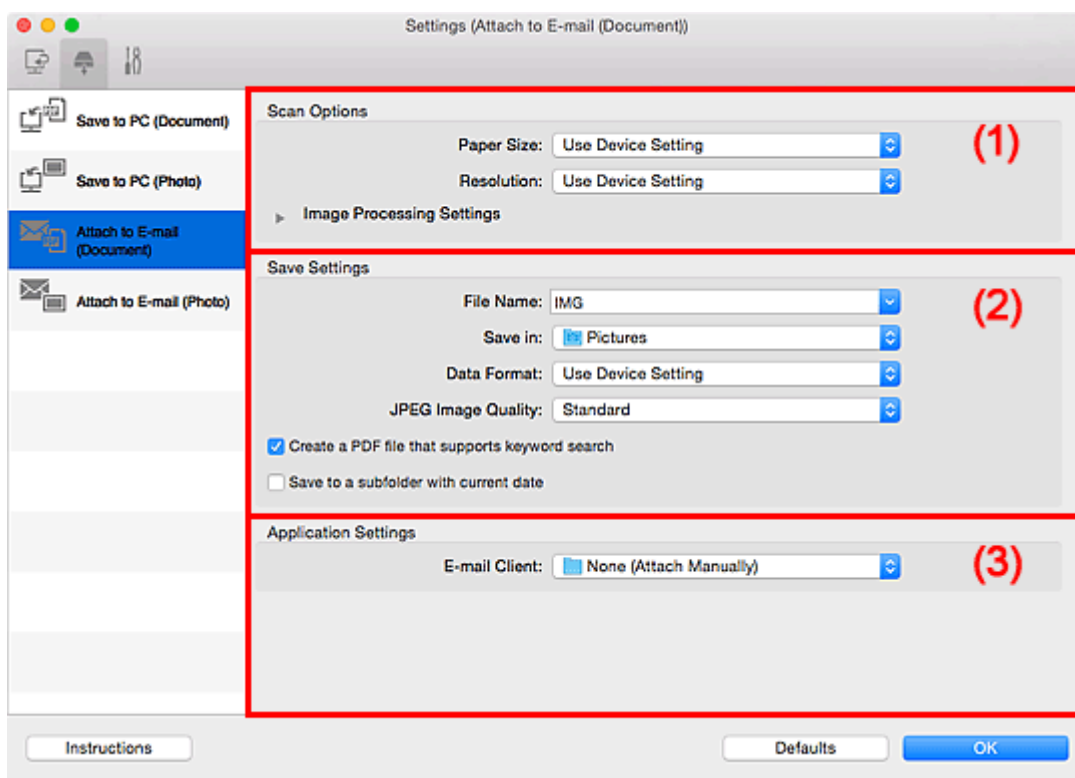 Settings (Attach to E-mail (Document))
Save to PC (Document)
Save to PC (Photo)
Attach to E-mail
(Document)
Attach to E-mail (Photo)
Scan Options
(1)
Paper Size: Use Device Setting
Resolution: Use Device Setting
Image Processing Settings
Save Settings
(2)
File Name: IMG
Save in: Pictures
Data Format: Use Device Setting
JPEG Image Quality: Standard
Create a PDF file that supports keyword search
Save to a subfolder with current date
Application Settings
(3)
E-mail Client: None (Attach Manually)
Instructions
Defaults
OK